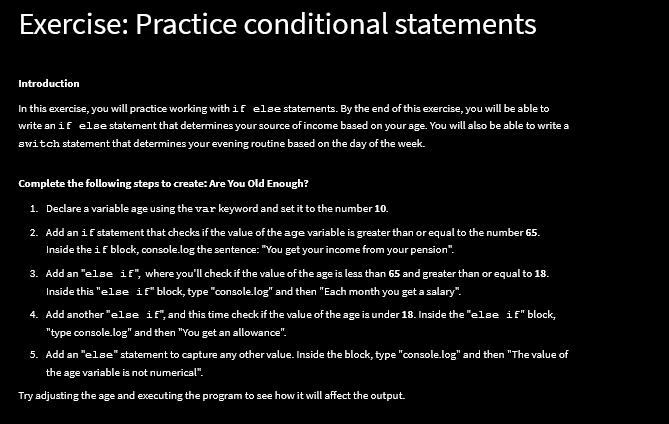 Exercise: Practice conditional statements
Introduction
In this exercise, you will practice working with if else statements. By the end of this exercise, you will be able to
write an if else statement that determines your source of income based on your age. You will also be able to write a
switch statement that determines your evening routine based on the day of the week.
Complete the following steps to create: Are You Old Enough?
1. Declare a variable age using the var keyword and set it to the number 10.
2. Add an if statement that checks if the value of the age variable is greater than or equal to the number 65.
Inside the if block, console.log the sentence: "You get your income from your pension".
3. Add an "else if", where you'll check if the value of the age is less than 65 and greater than or equal to 18.
Inside this "else if" block, type "console.log" and then "Each month you get a salary".
4. Add another "else if", and this time check if the value of the age is under 18. Inside the "else if" block,
"type console.log" and then "You get an allowance".
5. Add an "else" statement to capture any other value. Inside the block, type "console.log" and then "The value of
the age variable is not numerical".
Try adjusting the age and executing the program to see how it will affect the output.